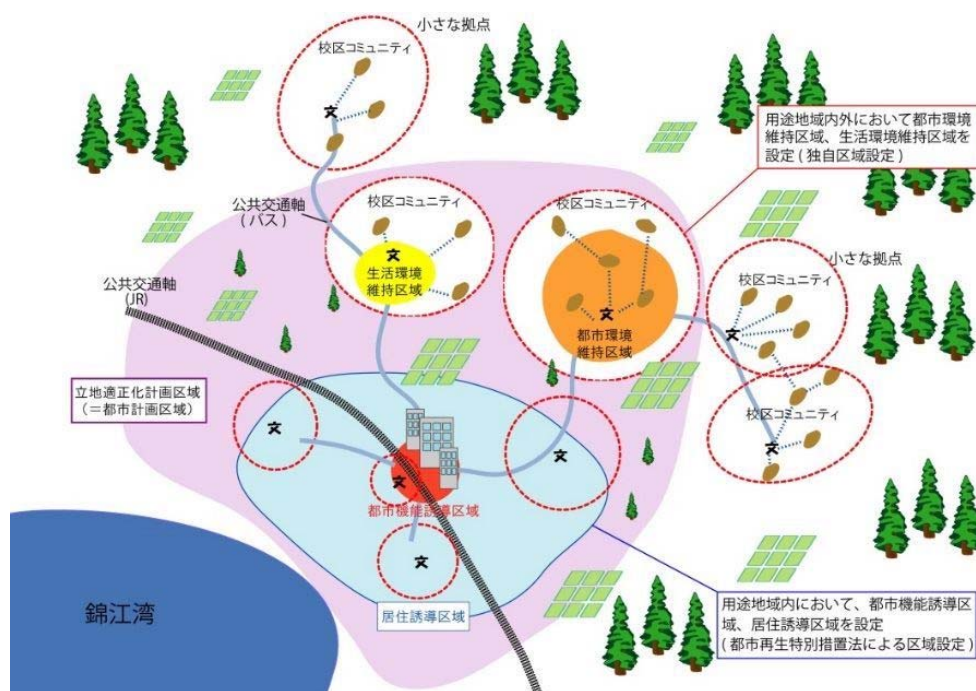 小さな拠点
校区コミュニティ
文
用途地域内外において都市環境
維持区域、生活環境維持区域を
設定 ( 独自区域設定 )
公共交通軸
( バス )
校区コミュニティ
文
生活環境
維持区域
校区コミュニティ
文
都市環境
維持区域
小さな拠点
校区コミュニティ
文
校区コミュニティ
文
公共交通軸
(JR)
立地適正化計画区域
(=都市計画区域)
文
文
文
都市機能誘導区域
文
居住誘導区域
錦江湾
用途地域内において、都市機能誘導区
域、居住誘導区域を設定
( 都市再生特別措置法による区域設定 )